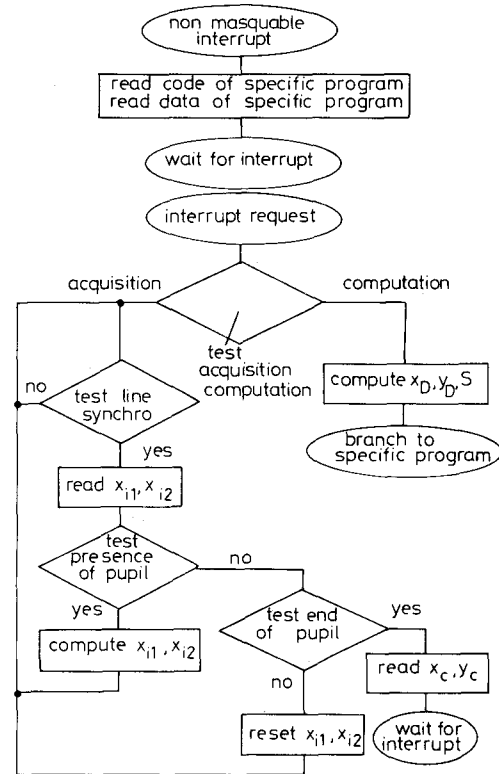 non masquable
interrupt
read code of specific program
read data of specific program
wait for interrupt
interrupt request
acquisition
computation
test
acquisition
computation
no
test line
synchro
compute x_D, y_D, S
yes
branch to
specific program
read x_i1, x_i2
test
presence
of pupil
no
yes
test end
of pupil
yes
compute x_i1, x_i2
no
read x_c, y_c
reset x_i1, x_i2
wait for
interrupt